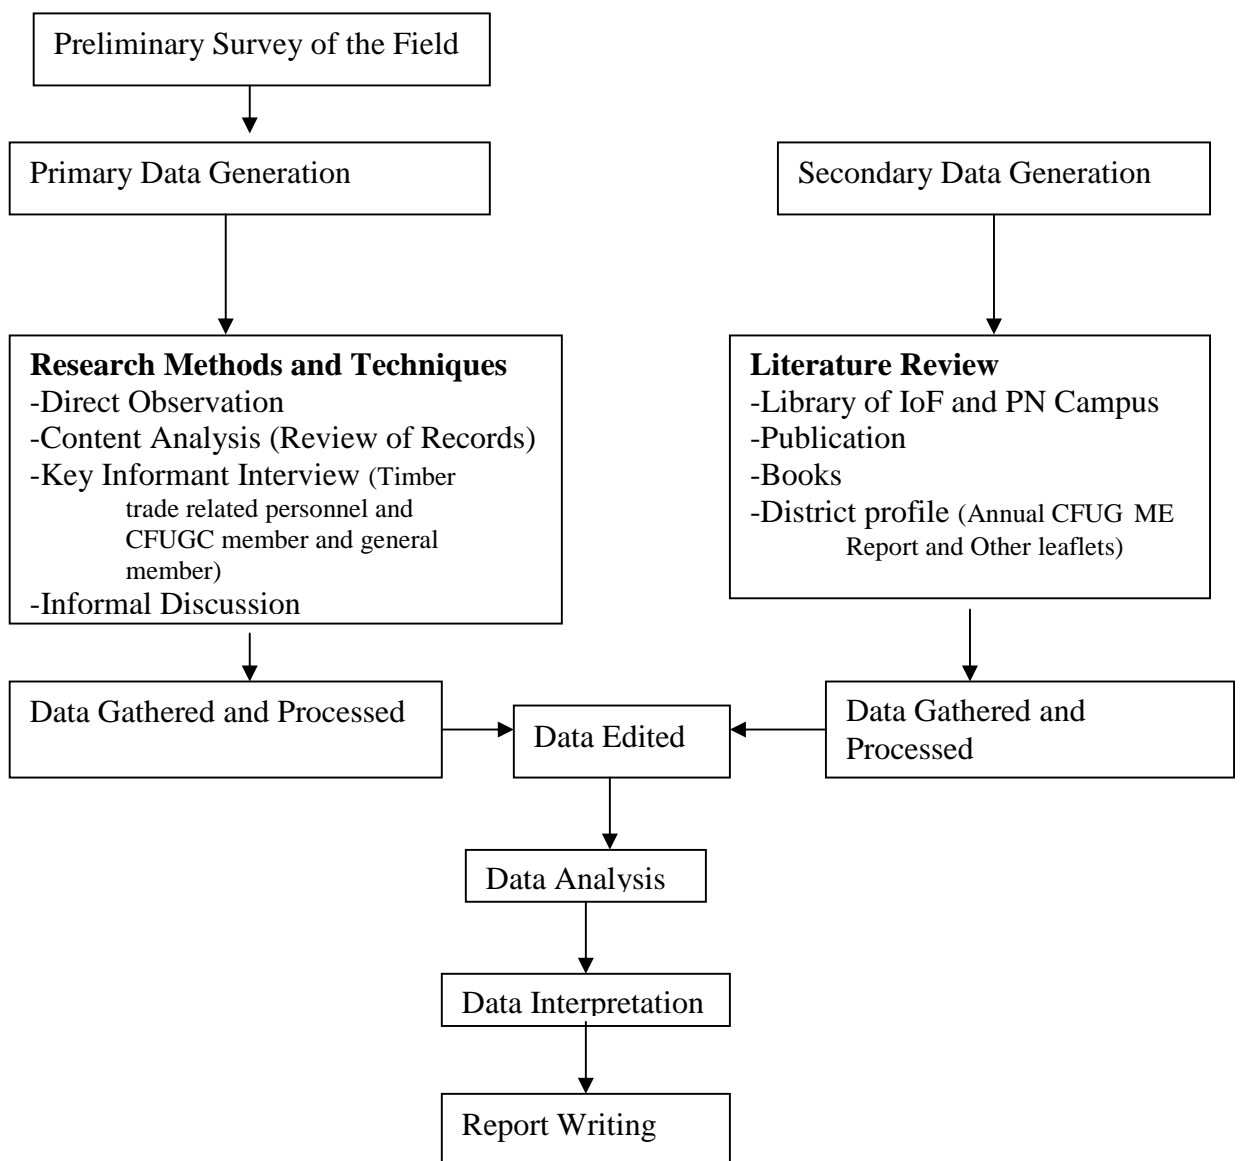 Preliminary Survey of the Field
Primary Data Generation
Secondary Data Generation
Research Methods and Techniques
-Direct Observation
-Content Analysis (Review of Records)
-Key Informant Interview (Timber
trade related personnel and
CFUGC member and general
member)
-Informal Discussion
Literature Review
-Library of IoF and PN Campus
-Publication
-Books
-District profile (Annual CFUG ME
Report and Other leaflets)
Data Gathered and Processed
Data Edited
Data Gathered and
Processed
Data Analysis
Data Interpretation
Report Writing